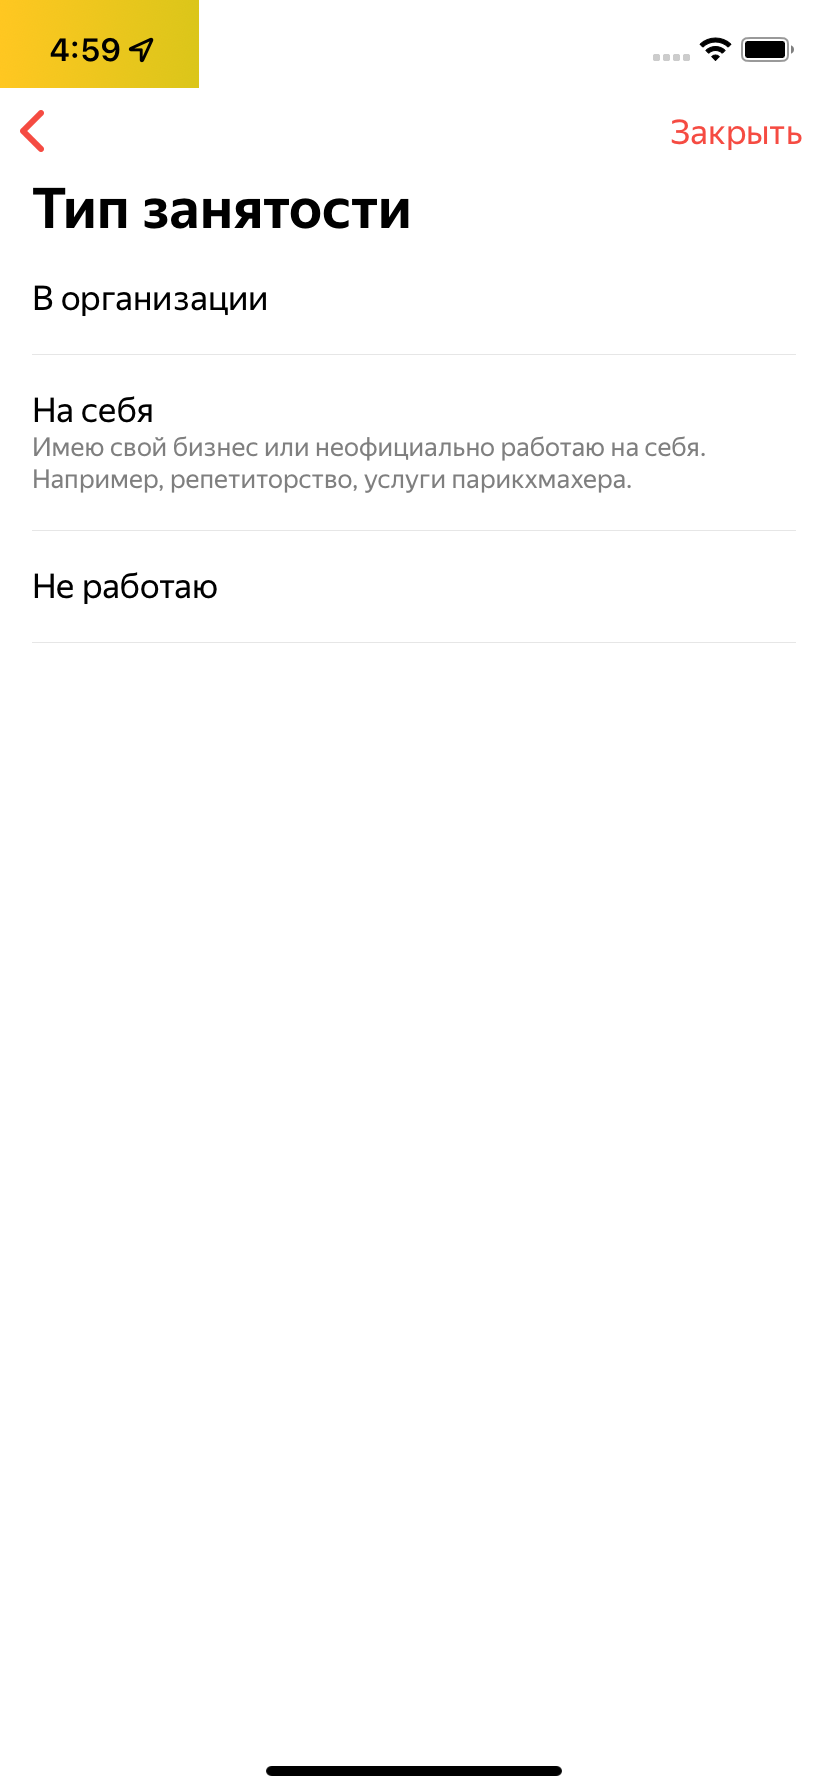 4:59
Закрыть
Тип занятости
В организации
На себя
Имею свой бизнес или неофициально работаю на себя.
Например, репетиторство, услуги парикхмахера.
Не работаю